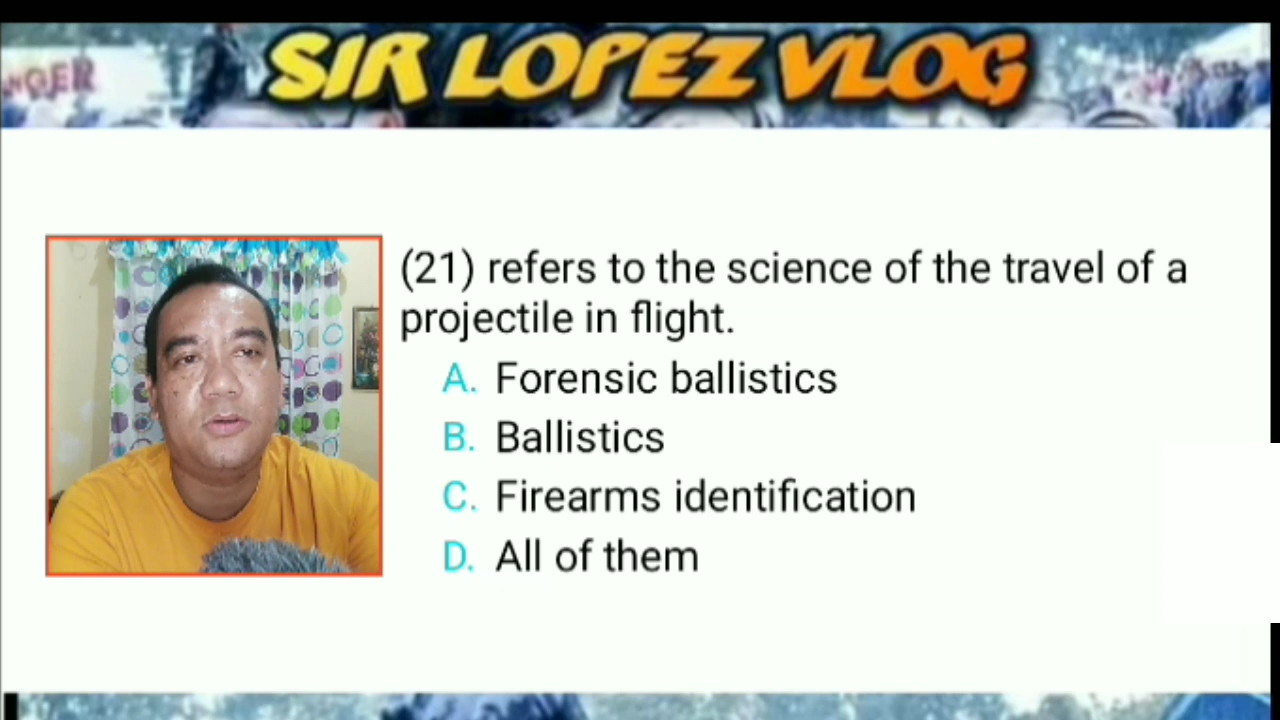 SIR LOPEZ VLOG
(21) refers to the science of the travel of a
projectile in flight.
A. Forensic ballistics
B. Ballistics
C. Firearms identification
D. All of them